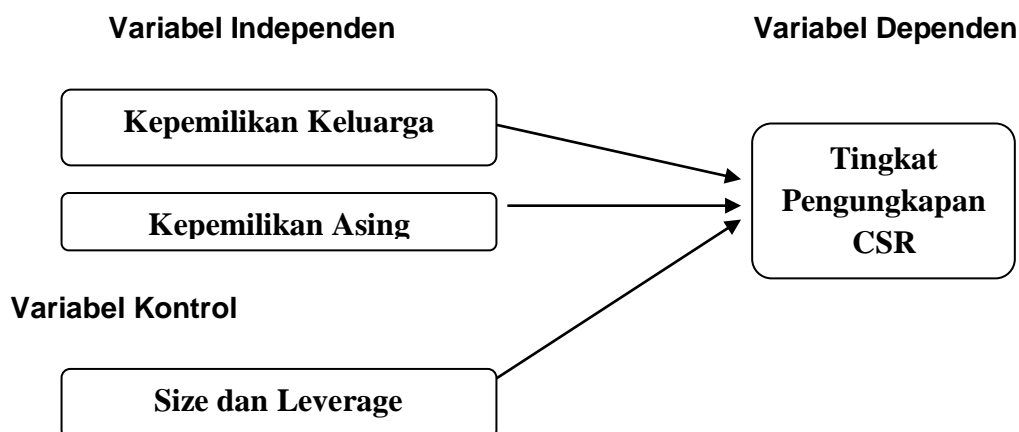 Variabel Independen
Variabel Dependen
Kepemilikan Keluarga
Kepemilikan Asing
Tingkat
Pengungkapan
CSR
Variabel Kontrol
Size dan Leverage